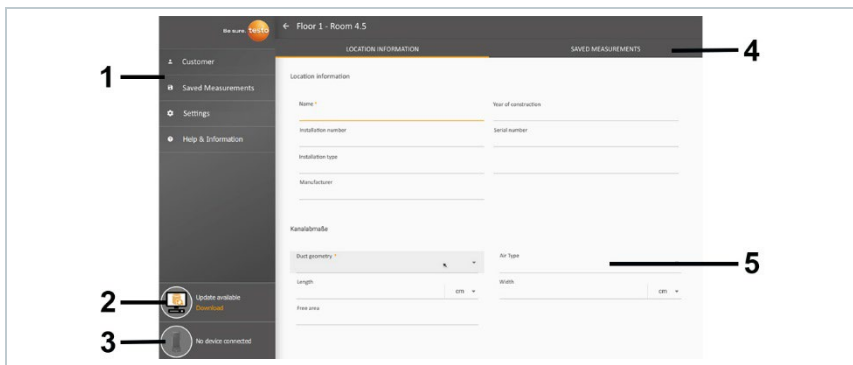 Be sure. testo
← Floor 1 - Room 4.5
LOCATION INFORMATION
SAVED MEASUREMENTS
4
1
Customer
Saved Measurements
Settings
Help & Information
Location information
Name *
Year of construction
Installation number
Serial number
Installation type
Manufacturer
Kanalabmaße
Duct geometry *
Air Type
5
Length
cm
Width
cm
Free area
2
Update available
Download
3
No device connected